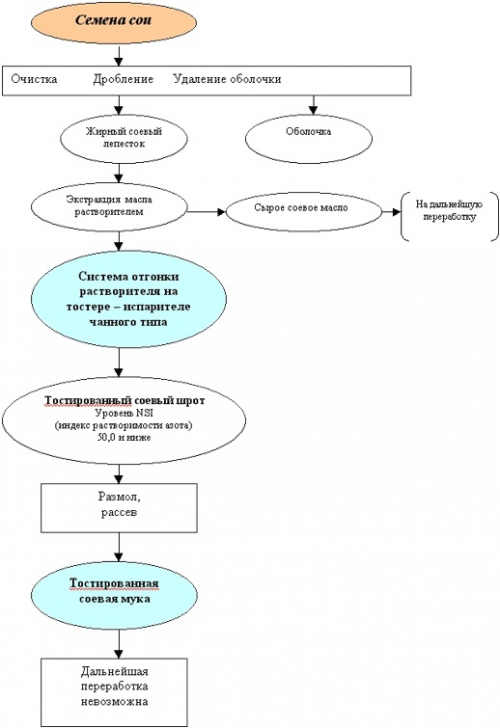 Семена сои
Очистка Дробление Удаление оболочки
Жирный соевый
лепесток
Оболочка
Экстракция масла
растворителем
Сырое соевое масло
На дальнейшую
переработку
Система отгонки
растворителя на
тостере – испарителе
чанного типа
Тостированный соевый шрот
Уровень NSI
(индекс растворимости азота)
50,0 и ниже
Размол,
рассев
Тостированная
соевая мука
Дальнейшая
переработка
невозможна